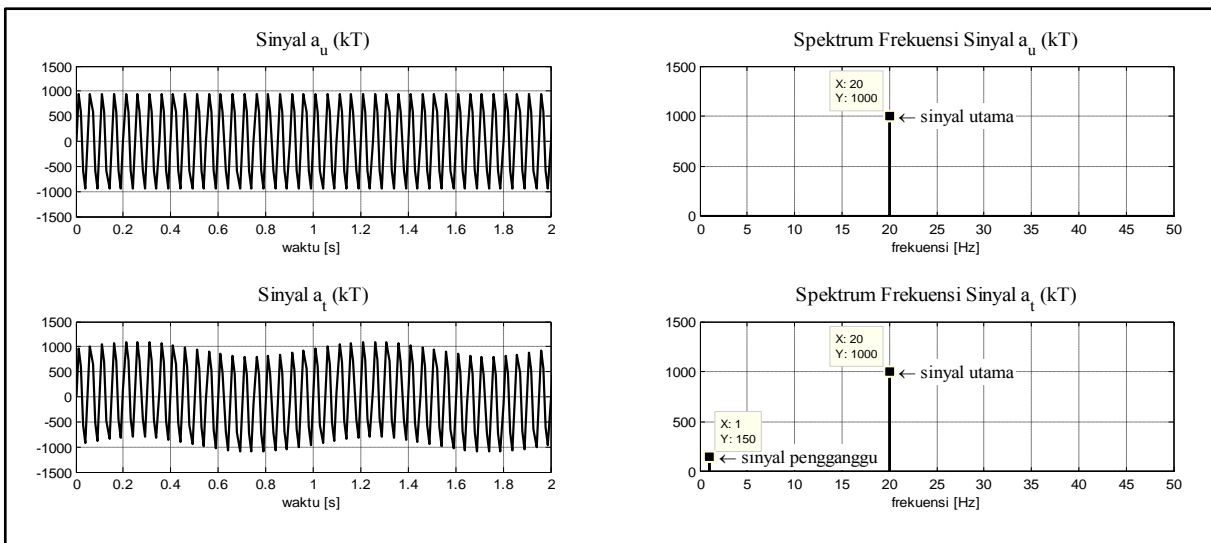 Sinyal a_u (kT)
1500
1000
500
0
-500
-1000
-1500
0 0.2 0.4 0.6 0.8 1 1.2 1.4 1.6 1.8 2
waktu [s]
Spektrum Frekuensi Sinyal a_u (kT)
1500
1000
500
0
X: 20
Y: 1000
← sinyal utama
0 5 10 15 20 25 30 35 40 45 50
frekuensi [Hz]
Sinyal a_t (kT)
1500
1000
500
0
-500
-1000
-1500
0 0.2 0.4 0.6 0.8 1 1.2 1.4 1.6 1.8 2
waktu [s]
Spektrum Frekuensi Sinyal a_t (kT)
1500
1000
500
0
X: 20
Y: 1000
← sinyal utama
X: 1
Y: 150
← sinyal pengganggu
0 5 10 15 20 25 30 35 40 45 50
frekuensi [Hz]